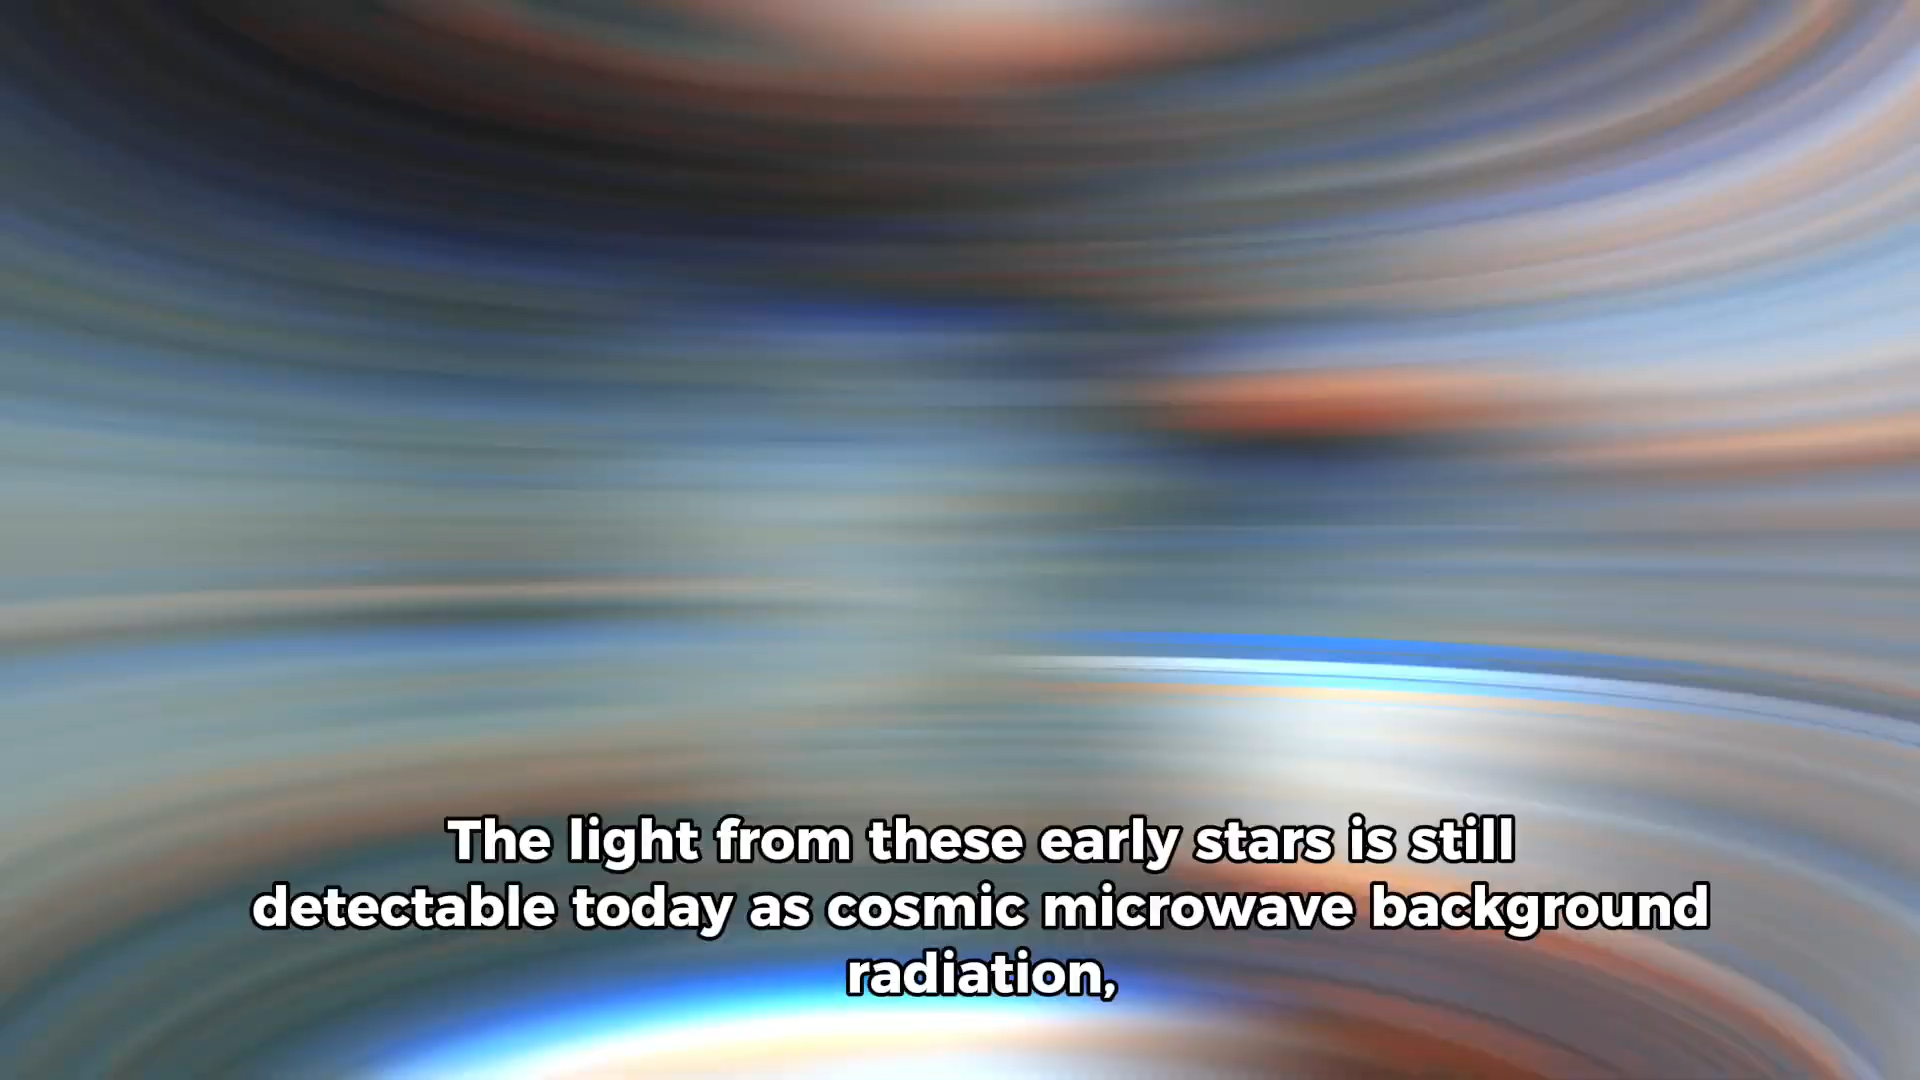 The light from these early stars is still
detectable today as cosmic microwave background
radiation,